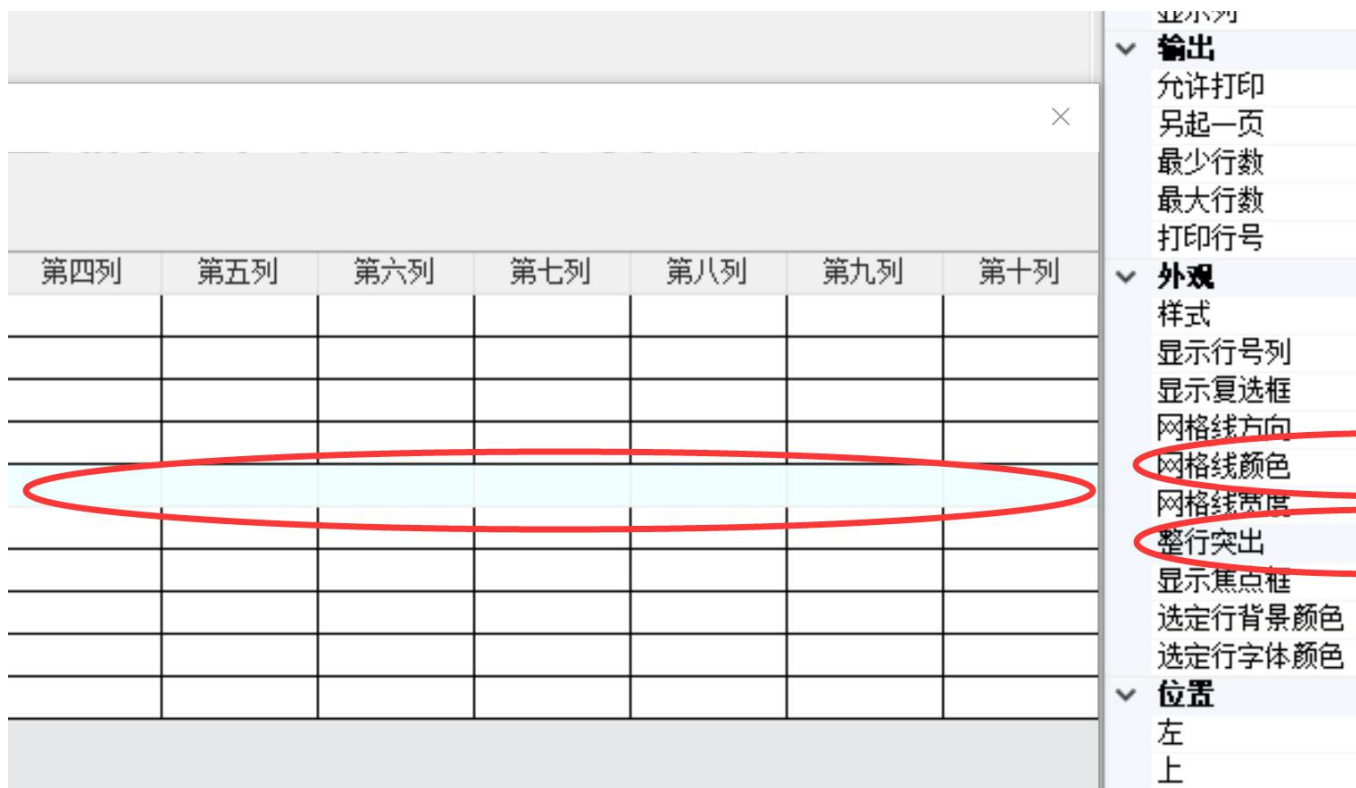 显示列
输出
允许打印
另起一页
最少行数
最大行数
打印行号
第四列 第五列 第六列 第七列 第八列 第九列 第十列
外观
样式
显示行号列
显示复选框
网格线方向
网格线颜色
网格线宽度
整行突出
显示焦点框
选定行背景颜色
选定行字体颜色
位置
左
上